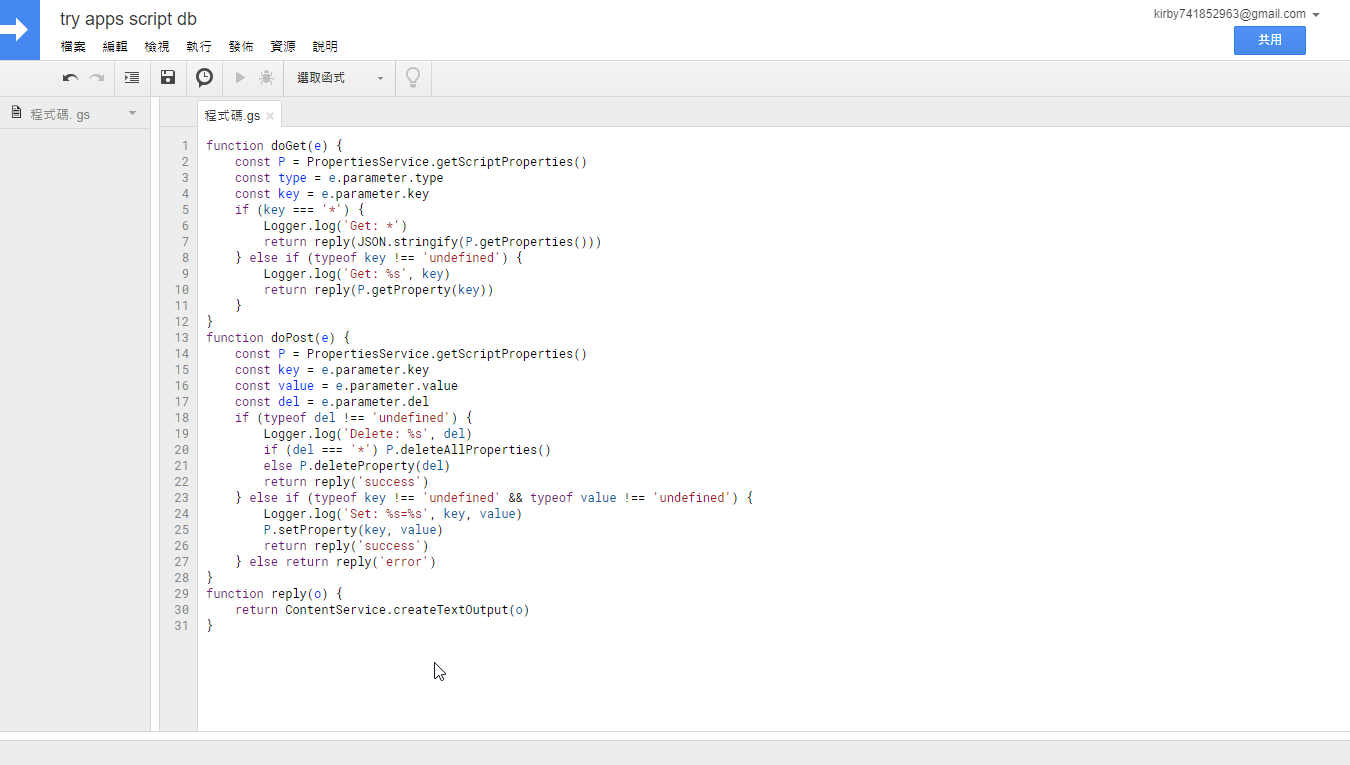 try apps script db
kirby741852963@gmail.com
檔案 編輯 檢視 執行 發佈 資源 說明
共用
選取函式
程式碼. gs
程式碼.gs
1 function doGet(e) {
2 const P = PropertiesService.getScriptProperties()
3 const type = e.parameter.type
4 const key = e.parameter.key
5 if (key === '*') {
6 Logger.log('Get: *')
7 return reply(JSON.stringify(P.getProperties()))
8 } else if (typeof key !== 'undefined') {
9 Logger.log('Get: %s', key)
10 return reply(P.getProperty(key))
11 }
12 }
13 function doPost(e) {
14 const P = PropertiesService.getScriptProperties()
15 const key = e.parameter.key
16 const value = e.parameter.value
17 const del = e.parameter.del
18 if (typeof del !== 'undefined') {
19 Logger.log('Delete: %s', del)
20 if (del === '*') P.deleteAllProperties()
21 else P.deleteProperty(del)
22 return reply('success')
23 } else if (typeof key !== 'undefined' && typeof value !== 'undefined') {
24 Logger.log('Set: %s=%s', key, value)
25 P.setProperty(key, value)
26 return reply('success')
27 } else return reply('error')
28 }
29 function reply(o) {
30 return ContentService.createTextOutput(o)
31 }